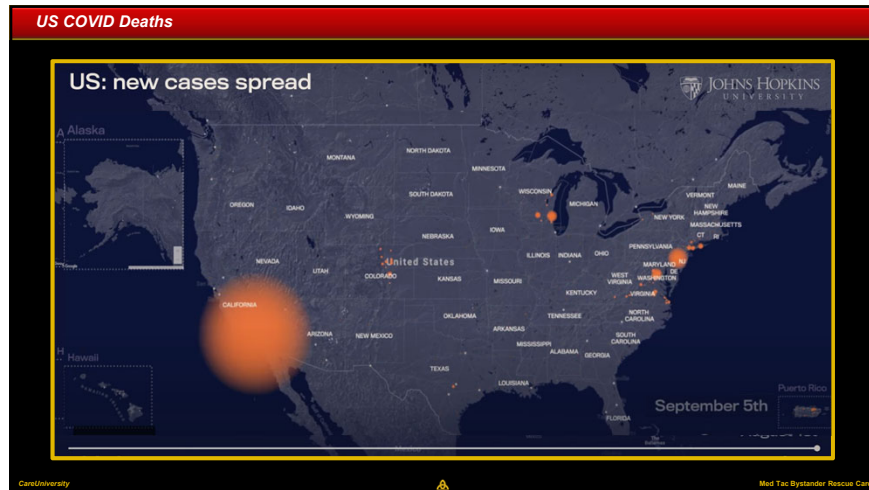 US COVID Deaths
US: new cases spread
JOHNS HOPKINS
UNIVERSITY
A Alaska
NORTH DAKOTA
MONTANA
MINNESOTA
MAINE
WISCONSIN
VERMONT
SOUTH DAKOTA
OREGON
IDAHO
MICHIGAN
NEW
HAMPSHIRE
WYOMING
NEW YORK
MASSACHUSETTS
IOWA
CT RI
NEBRASKA
PENNSYLVANIA
ILLINOIS INDIANA OHIO
NEVADA
United States
MARYLAND NJ
UTAH
COLORADO
KANSAS
MISSOURI
WEST
VIRGINIA
WASHINGTON
DE
KENTUCKY
VIRGINIA
CALIFORNIA
OKLAHOMA
TENNESSEE
NORTH
CAROLINA
ARIZONA
NEW MEXICO
ARKANSAS
SOUTH
CAROLINA
MISSISSIPPI
ALABAMA
GEORGIA
H Hawaii
TEXAS
LOUISIANA
Puerto Rico
September 5th
FLORIDA
The
Bahamas
Mexico
CareUniversity
Med Tac Bystander Rescue Care